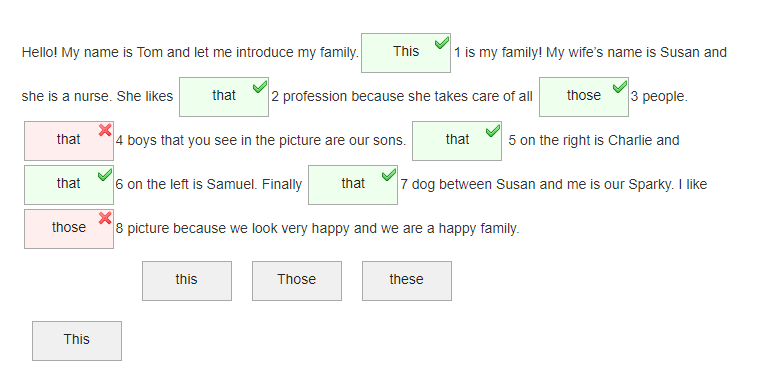 Hello! My name is Tom and let me introduce my family. This 1 is my family! My wife's name is Susan and
she is a nurse. She likes that 2 profession because she takes care of all those 3 people.
that 4 boys that you see in the picture are our sons. that 5 on the right is Charlie and
that 6 on the left is Samuel. Finally that 7 dog between Susan and me is our Sparky. I like
those 8 picture because we look very happy and we are a happy family.
this Those these
This